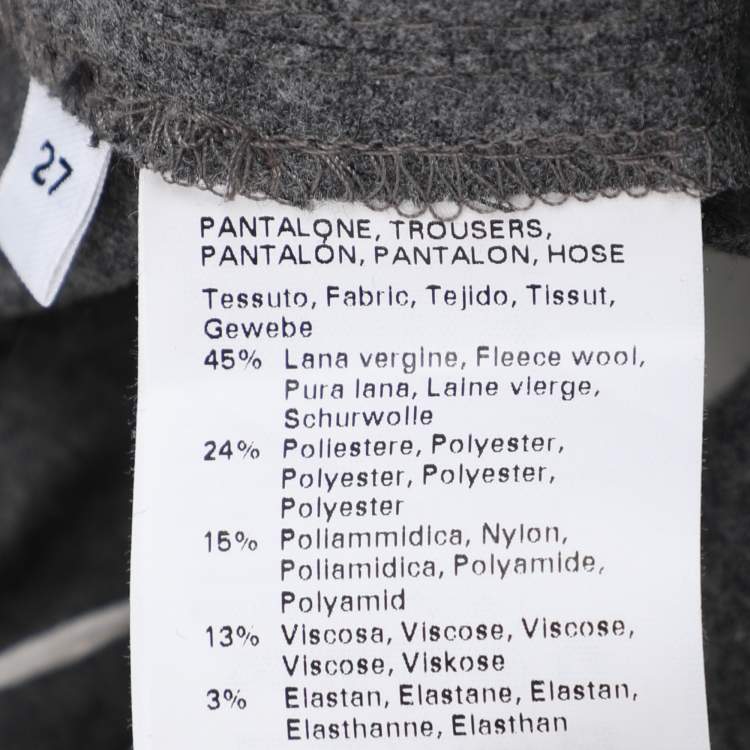 27
PANTALONE, TROUSERS,
PANTALÓN, PANTALON, HOSE
Tessuto, Fabric, Tejido, Tissut,
Gewebe
45% Lana vergine, Fleece wool,
Pura lana, Laine vierge,
Schurwolle
24% Poliestere, Polyester,
Polyester, Polyester,
Polyester
15% Poliammidica, Nylon,
Poliamidica, Polyamide,
Polyamid
13% Viscosa, Viscose, Viscose,
Viscose, Viskose
3% Elastan, Elastane, Elastan,
Elasthanne, Elasthan